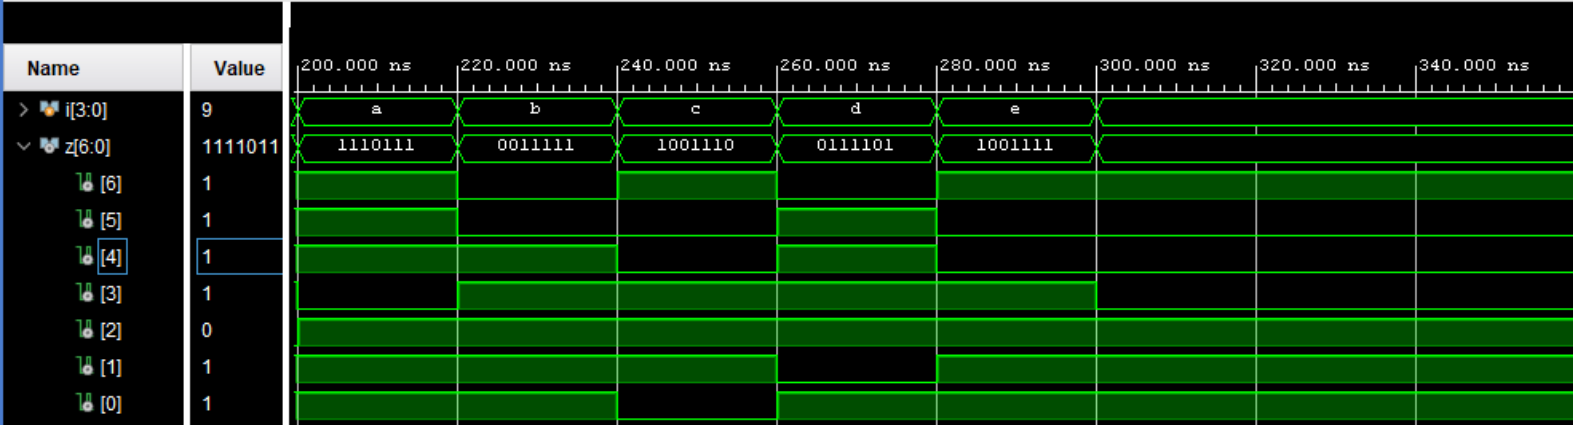 Name Value 200.000 ns 220.000 ns 240.000 ns 260.000 ns 280.000 ns 300.000 ns 320.000 ns 340.000 ns
i[3:0] 9 a b c d e
z[6:0] 1111011 1110111 0011111 1001110 0111101 1001111
[6] 1
[5] 1
[4] 1
[3] 1
[2] 0
[1] 1
[0] 1